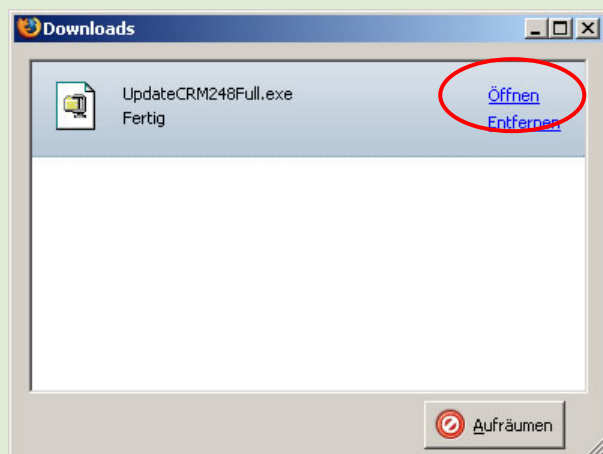 Downloads
UpdateCRM248Full.exe
Öffnen
Fertig
Entfernen
Aufräumen